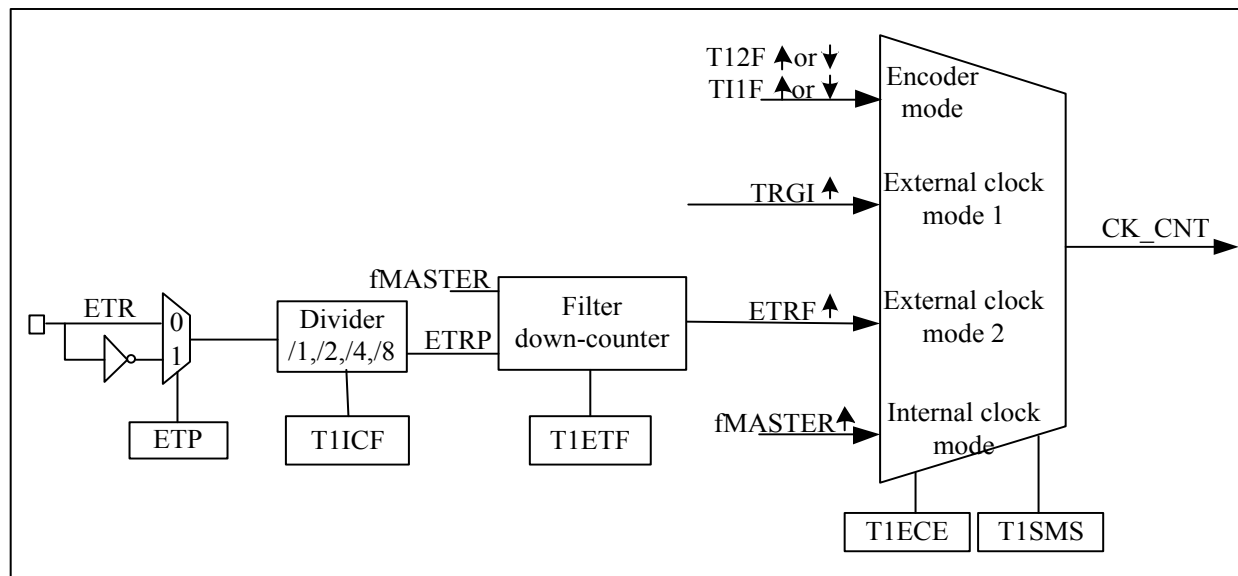 T12F or
TI1F or
Encoder
mode
TRGI
External clock
mode 1
CK_CNT
fMASTER
ETR
0
1
Divider
/1,/2,/4,/8
ETRP
Filter
down-counter
ETRF
External clock
mode 2
fMASTER
Internal clock
mode
ETP
T1ICF
T1ETF
T1ECE
T1SMS